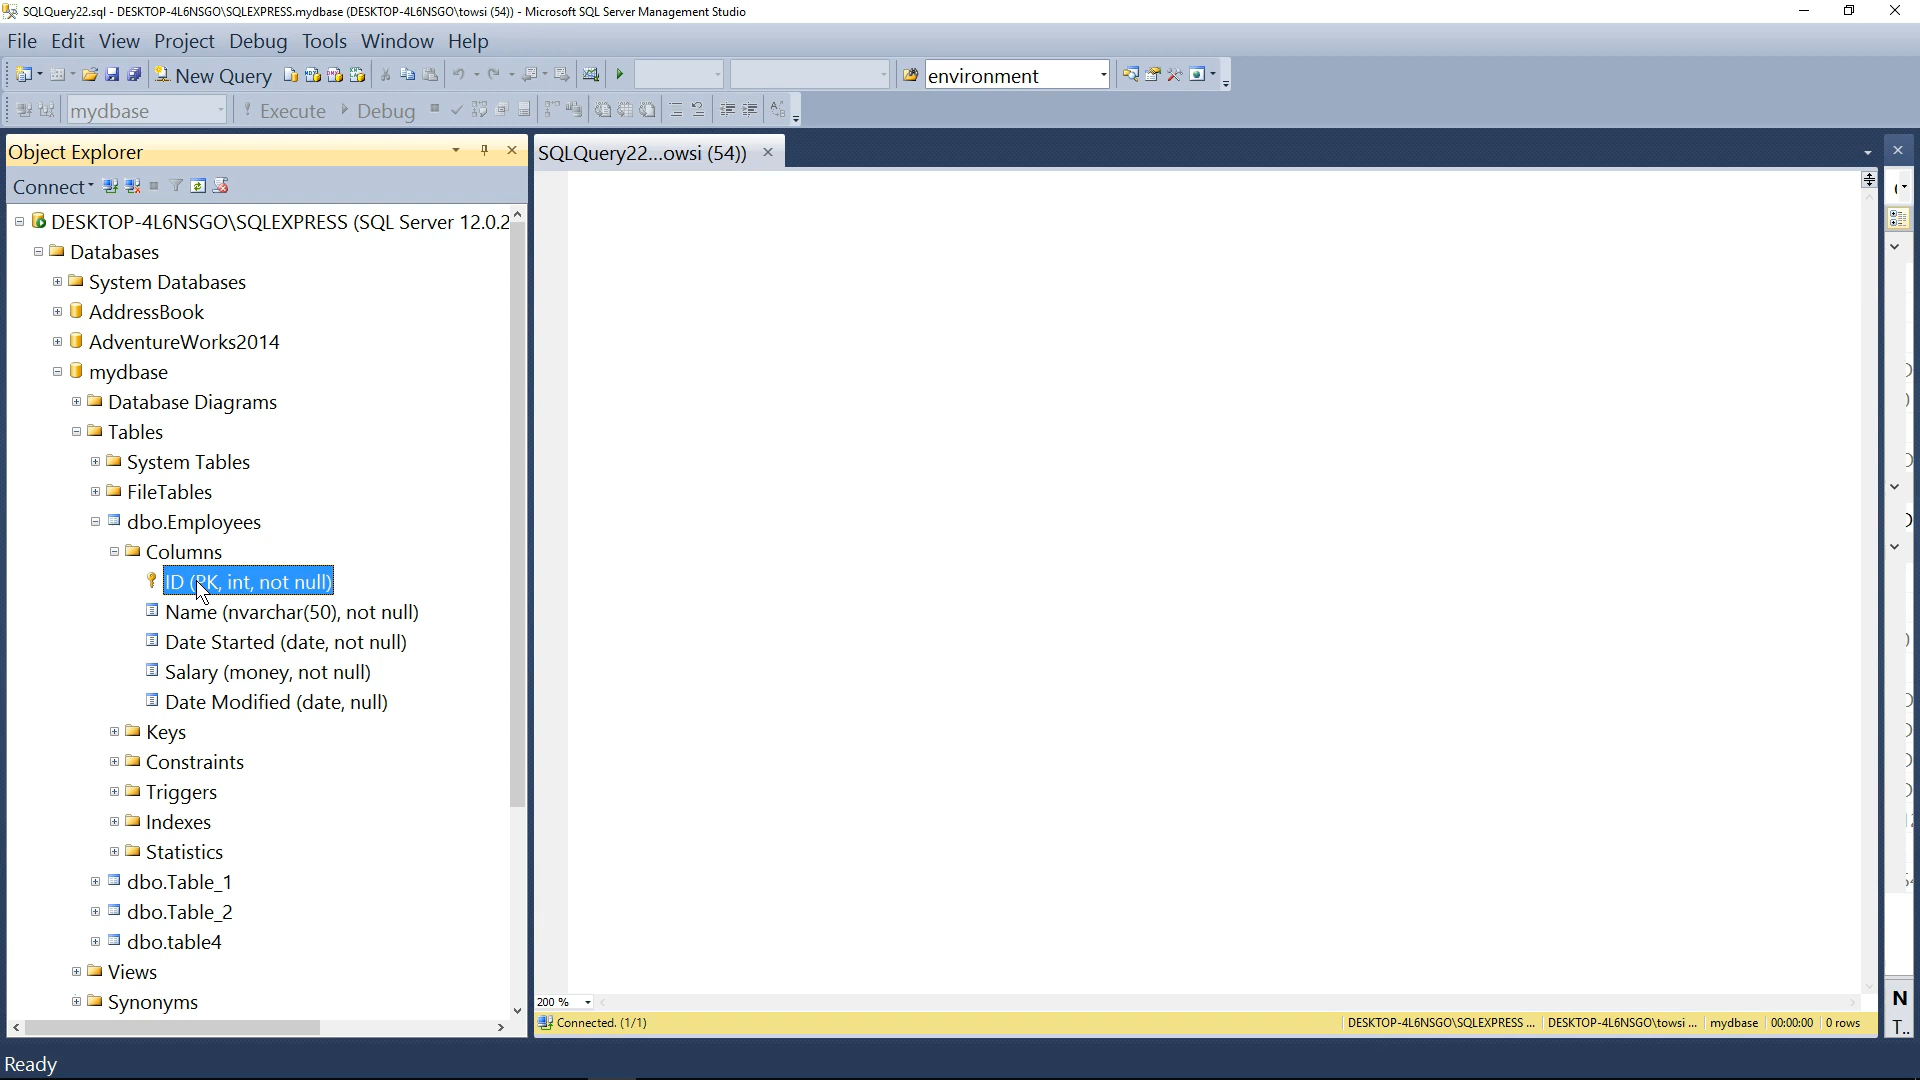 SQLQuery22.sql - DESKTOP-4L6NSGO\SQLEXPRESS.mydbase (DESKTOP-4L6NSGO\towsi (54)) - Microsoft SQL Server Management Studio
File Edit View Project Debug Tools Window Help
New Query environment
mydbase Execute Debug
Object Explorer
SQLQuery22...owsi (54))
Connect
DESKTOP-4L6NSGO\SQLEXPRESS (SQL Server 12.0.2
Databases
System Databases
AddressBook
AdventureWorks2014
mydbase
Database Diagrams
Tables
System Tables
FileTables
dbo.Employees
Columns
ID (PK, int, not null)
Name (nvarchar(50), not null)
Date Started (date, not null)
Salary (money, not null)
Date Modified (date, null)
Keys
Constraints
Triggers
Indexes
Statistics
dbo.Table_1
dbo.Table_2
dbo.table4
Views
Synonyms
200 %
N
T..
Connected. (1/1) DESKTOP-4L6NSGO\SQLEXPRESS ... DESKTOP-4L6NSGO\towsi ... mydbase 00:00:00 0 rows
Ready